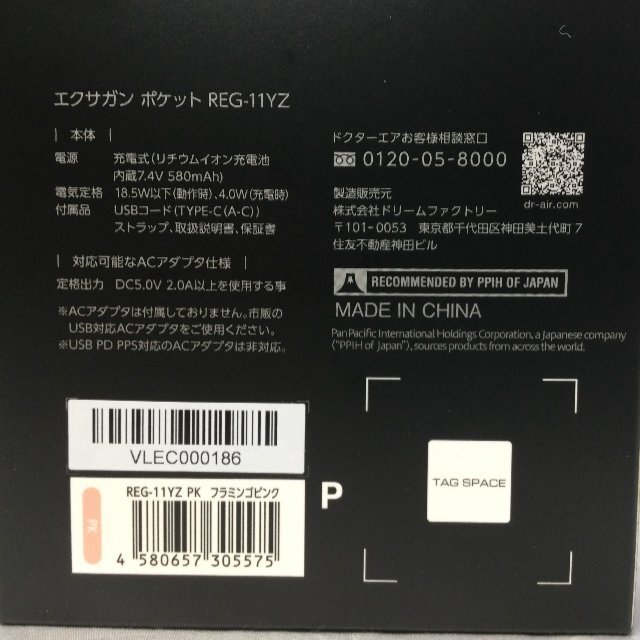 エクサガン ポケット REG-11YZ
| 本体 |
電源 充電式(リチウムイオン充電池
内蔵7.4V 580mAh)
電気定格 18.5W以下(動作時)、4.0W(充電時)
付属品 USBコード(TYPE-C(A-C))
ストラップ、取扱説明書、保証書
| 対応可能なACアダプタ仕様 |
定格出力 DC5.0V 2.0A以上を使用する事
※ACアダプタは付属しておりません。市販の
USB対応ACアダプタをご使用ください。
※USB PD PPS対応のACアダプタは非対応。
ドクターエアお客様相談窓口
0120-05-8000
dr-air.com
製造販売元
株式会社ドリームファクトリー
〒101-0053 東京都千代田区神田美土代町7
住友不動産神田ビル
RECOMMENDED BY PPIH OF JAPAN
MADE IN CHINA
Pan Pacific International Holdings Corporation, a Japanese company
("PPIH of Japan"), sources products from across the world.
VLEC000186
PK
REG-11YZ PK フラミンゴピンク
4 580657 305575
P
TAG SPACE